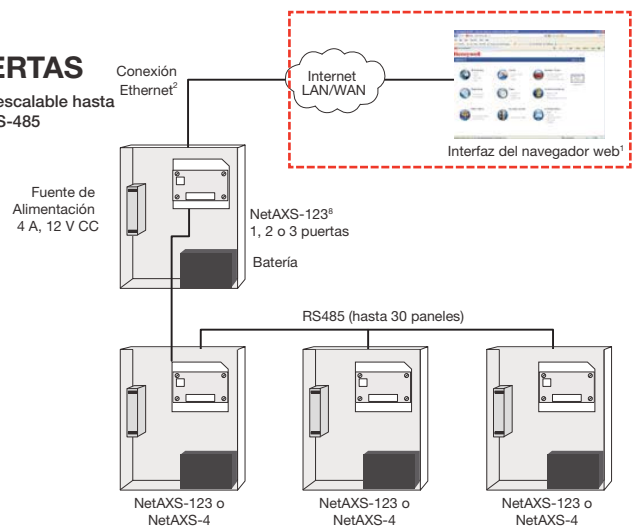 ERTAS
escalable hasta
S-485
Conexión
Ethernet²
Internet
LAN/WAN
Interfaz del navegador web¹
Fuente de
Alimentación
4 A, 12 V CC
NetAXS-123⁸
1, 2 o 3 puertas
Batería
RS485 (hasta 30 paneles)
NetAXS-123 o
NetAXS-4
NetAXS-123 o
NetAXS-4
NetAXS-123 o
NetAXS-4